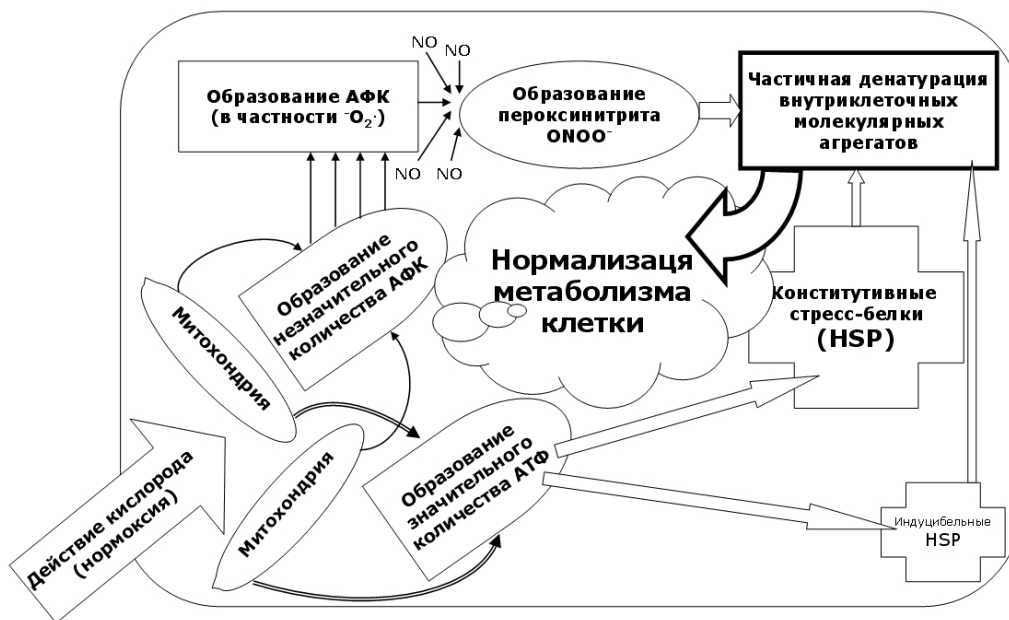 NO
NO
Образование АФК
(в частности ⁻O₂·)
NO
NO
Образование
пероксинитрита
ONOO⁻
Частичная денатурация
внутриклеточных
молекулярных
агрегатов
Образование
незначительного
количества АФК
Нормализаця
метаболизма
клетки
Конститутивные
стресс-белки
(HSP)
Митохондрия
Митохондрия
Образование
значительного
количества АТФ
Действие кислорода
(нормоксия)
Индуцибельные
HSP